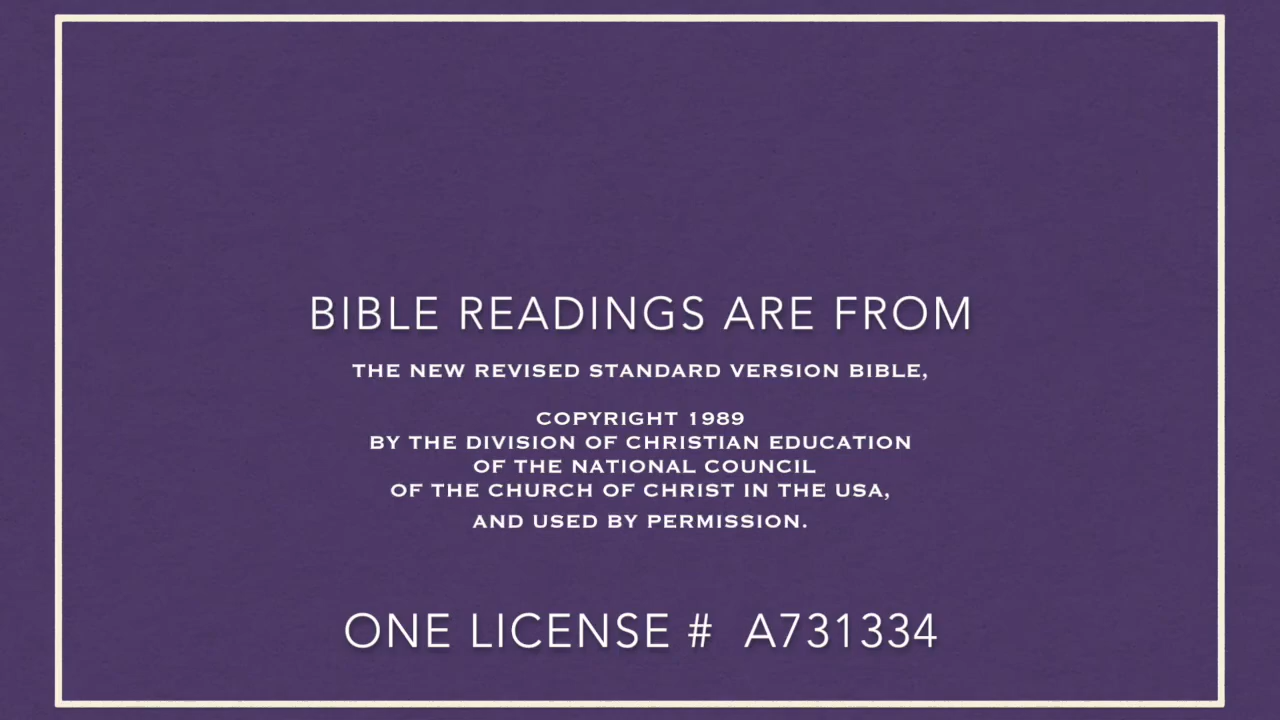 BIBLE READINGS ARE FROM
THE NEW REVISED STANDARD VERSION BIBLE,
COPYRIGHT 1989
BY THE DIVISION OF CHRISTIAN EDUCATION
OF THE NATIONAL COUNCIL
OF THE CHURCH OF CHRIST IN THE USA,
AND USED BY PERMISSION.
ONE LICENSE # A731334